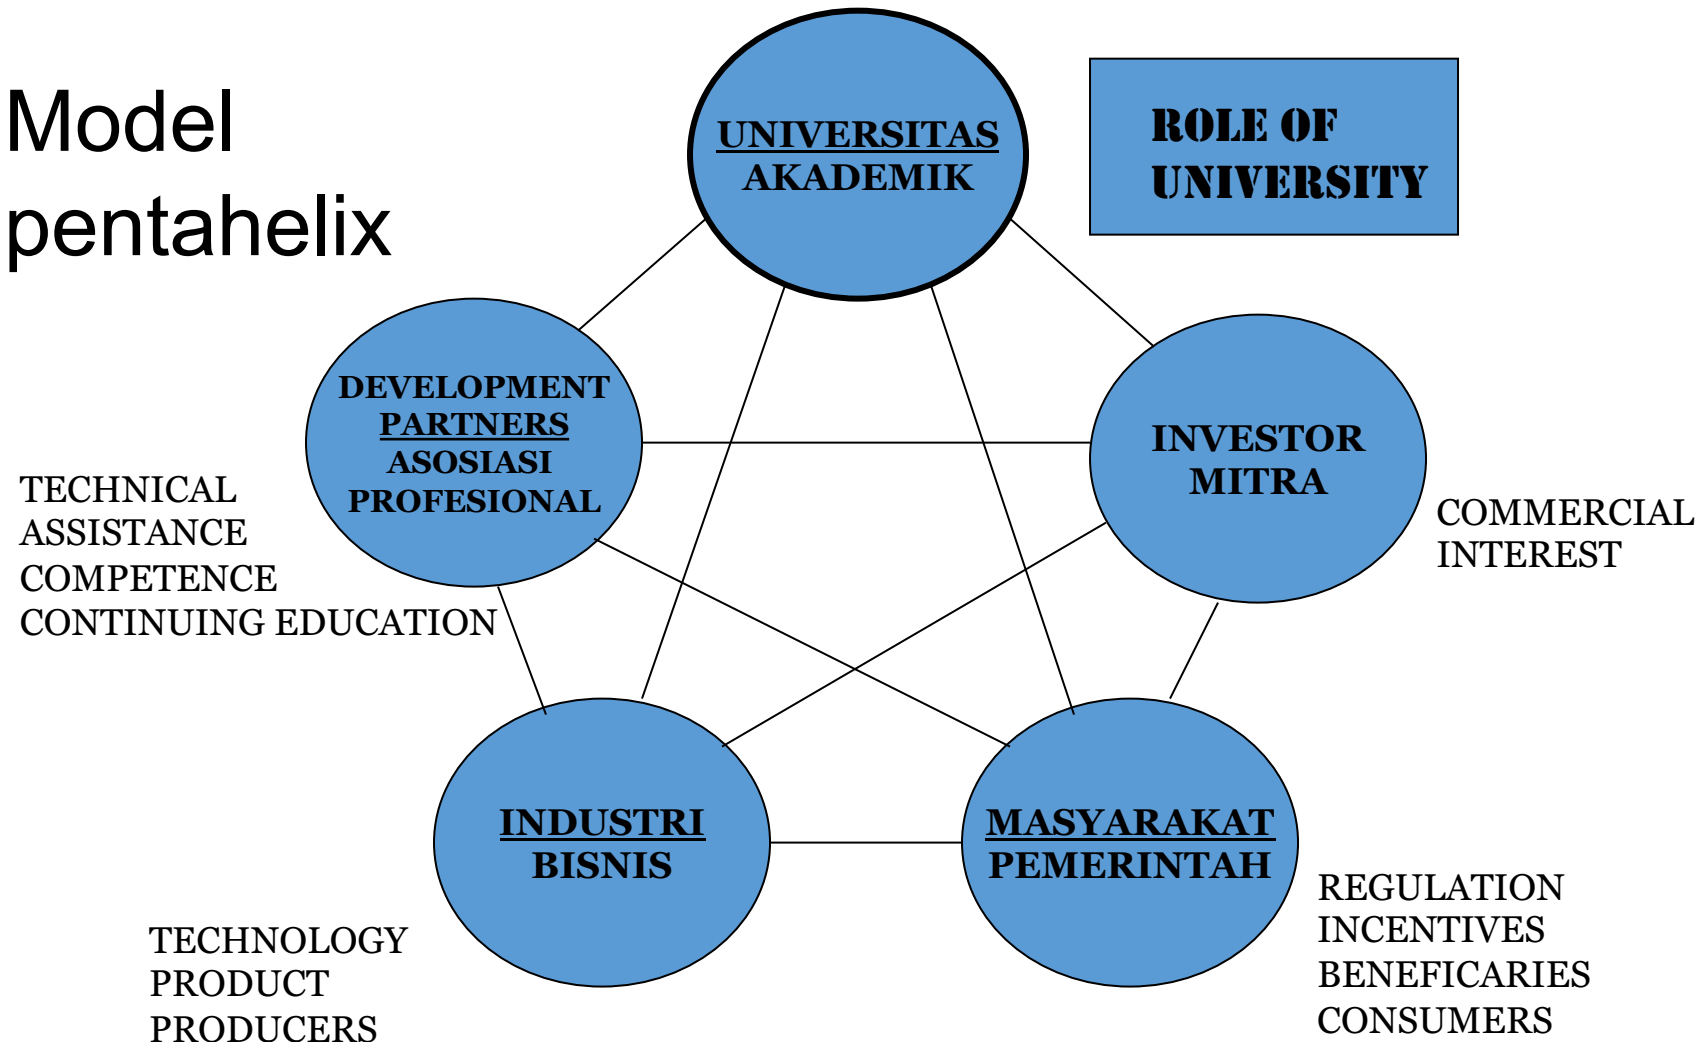 Model
pentahelix
UNIVERSITAS
AKADEMIK
ROLE OF
UNIVERSITY
DEVELOPMENT
PARTNERS
ASOSIASI
PROFESIONAL
INVESTOR
MITRA
TECHNICAL
ASSISTANCE
COMPETENCE
CONTINUING EDUCATION
COMMERCIAL
INTEREST
INDUSTRI
BISNIS
MASYARAKAT
PEMERINTAH
TECHNOLOGY
PRODUCT
PRODUCERS
REGULATION
INCENTIVES
BENEFICARIES
CONSUMERS